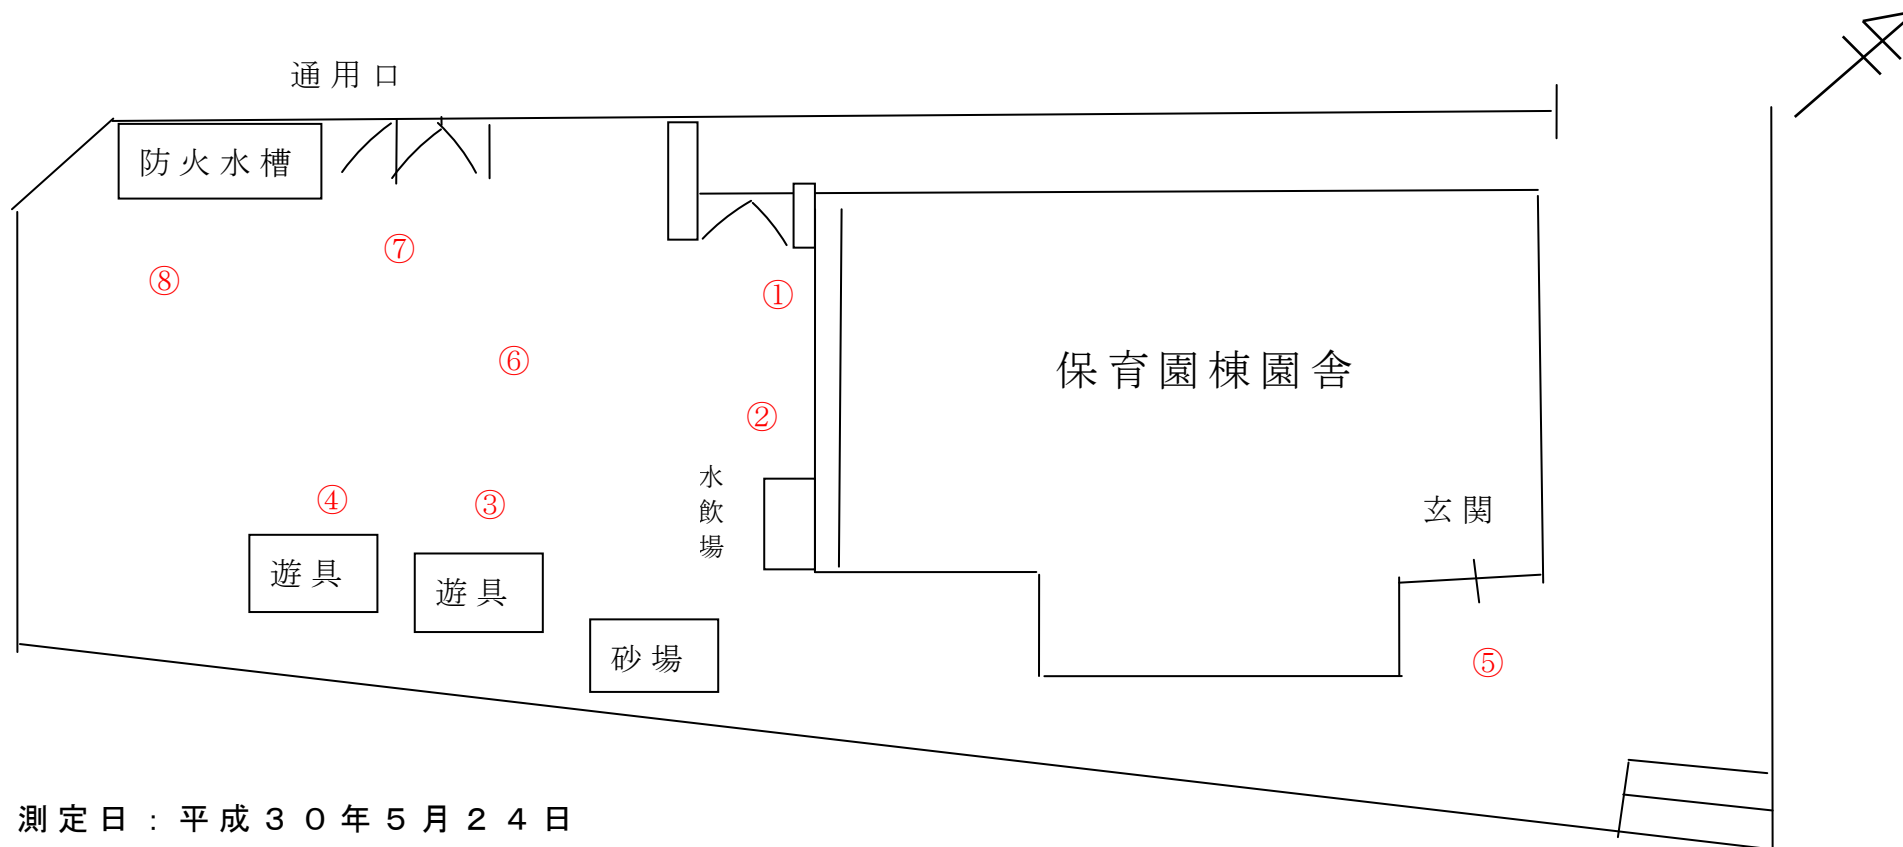 通用口
防火水槽
⑦
⑧
①
⑥
保育園棟園舎
②
水飲場
④
③
玄関
遊具
遊具
砂場
⑤
測定日：平成３０年５月２４日